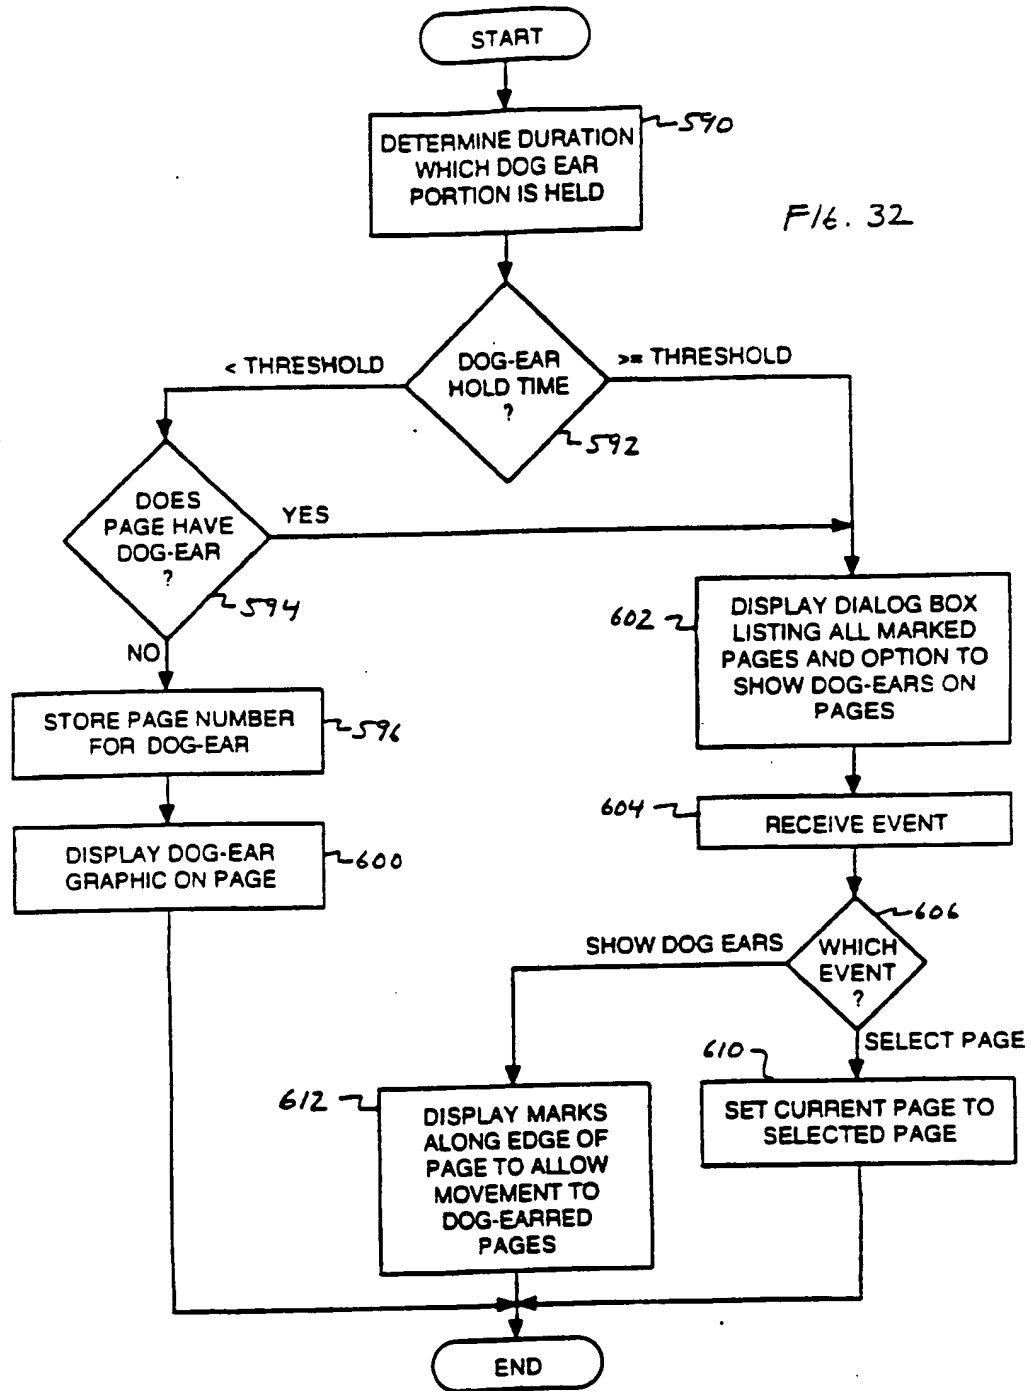 START
590
DETERMINE DURATION
WHICH DOG EAR
PORTION IS HELD
FIG. 32
< THRESHOLD
DOG-EAR
HOLD TIME
?
>= THRESHOLD
592
DOES
PAGE HAVE
DOG-EAR
?
YES
594
NO
602
DISPLAY DIALOG BOX
LISTING ALL MARKED
PAGES AND OPTION TO
SHOW DOG-EARS ON
PAGES
STORE PAGE NUMBER
FOR DOG-EAR
596
604
RECEIVE EVENT
DISPLAY DOG-EAR
GRAPHIC ON PAGE
600
606
SHOW DOG EARS
WHICH
EVENT
?
SELECT PAGE
610
SET CURRENT PAGE TO
SELECTED PAGE
612
DISPLAY MARKS
ALONG EDGE OF
PAGE TO ALLOW
MOVEMENT TO
DOG-EARRED
PAGES
END